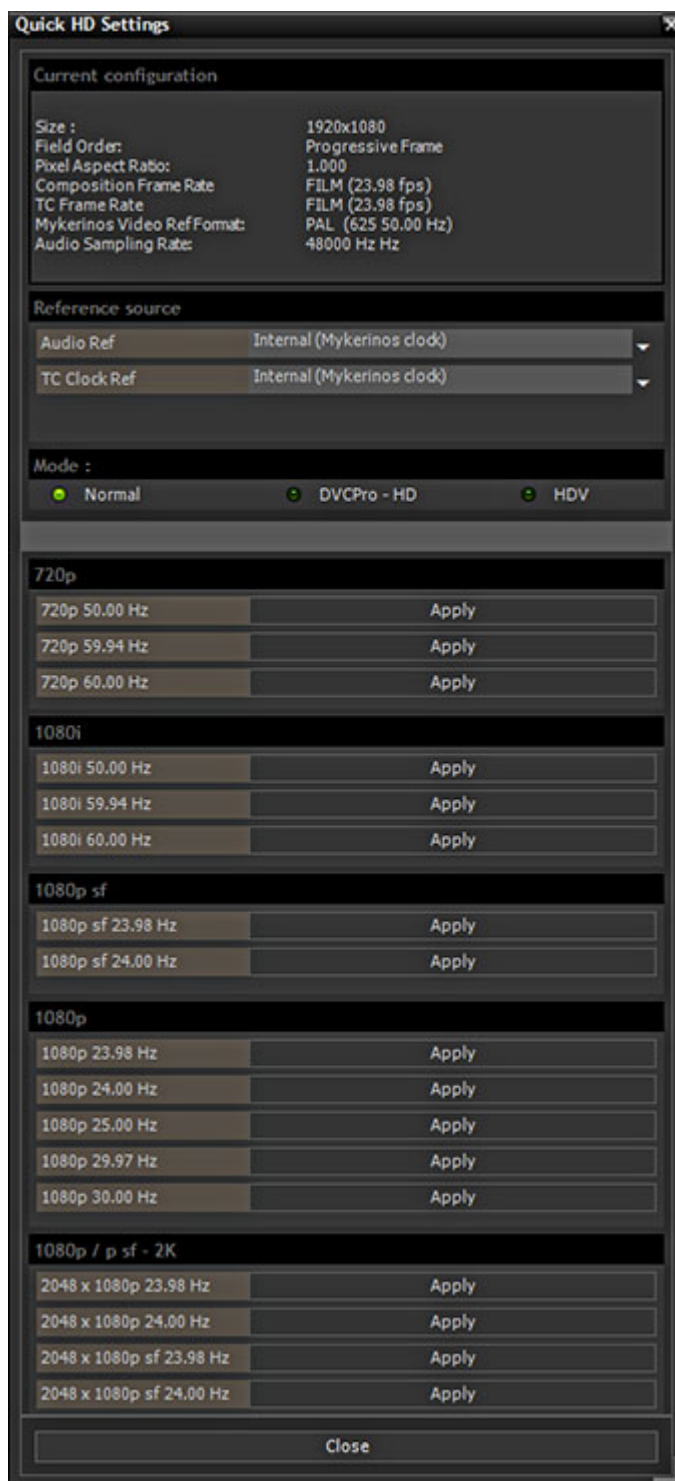 Quick HD Settings
Current configuration
Size : 1920x1080
Field Order: Progressive Frame
Pixel Aspect Ratio: 1.000
Composition Frame Rate FILM (23.98 fps)
TC Frame Rate FILM (23.98 fps)
Mykerinos Video Ref Format: PAL (625 50.00 Hz)
Audio Sampling Rate: 48000 Hz Hz
Reference source
Audio Ref Internal (Mykerinos clock)
TC Clock Ref Internal (Mykerinos clock)
Mode :
Normal DVCPro - HD HDV
720p
720p 50.00 Hz Apply
720p 59.94 Hz Apply
720p 60.00 Hz Apply
1080i
1080i 50.00 Hz Apply
1080i 59.94 Hz Apply
1080i 60.00 Hz Apply
1080p sf
1080p sf 23.98 Hz Apply
1080p sf 24.00 Hz Apply
1080p
1080p 23.98 Hz Apply
1080p 24.00 Hz Apply
1080p 25.00 Hz Apply
1080p 29.97 Hz Apply
1080p 30.00 Hz Apply
1080p / p sf - 2K
2048 x 1080p 23.98 Hz Apply
2048 x 1080p 24.00 Hz Apply
2048 x 1080p sf 23.98 Hz Apply
2048 x 1080p sf 24.00 Hz Apply
Close